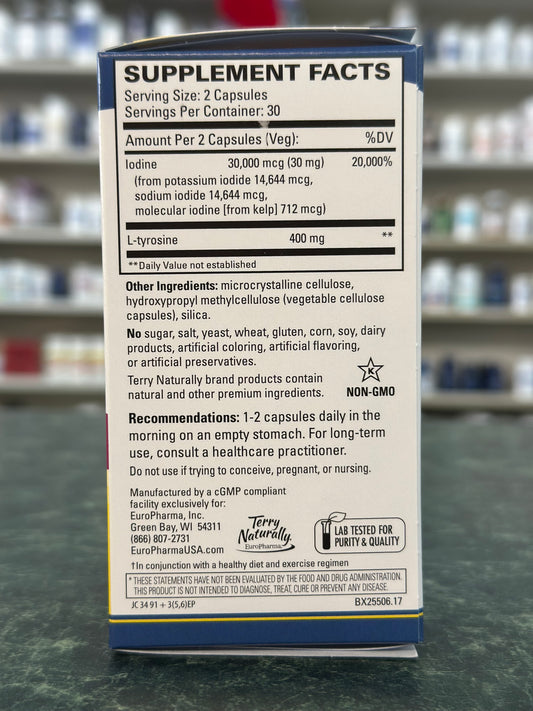 SUPPLEMENT FACTS
Serving Size: 2 Capsules
Servings Per Container: 30
Amount Per 2 Capsules (Veg): %DV
Iodine 30,000 mcg (30 mg) 20,000%
(from potassium iodide 14,644 mcg,
sodium iodide 14,644 mcg,
molecular iodine [from kelp] 712 mcg)
L-tyrosine 400 mg **
**Daily Value not established
Other Ingredients: microcrystalline cellulose,
hydroxypropyl methylcellulose (vegetable cellulose
capsules), silica.
No sugar, salt, yeast, wheat, gluten, corn, soy, dairy
products, artificial coloring, artificial flavoring,
or artificial preservatives.
Terry Naturally brand products contain
natural and other premium ingredients.
K
NON-GMO
Recommendations: 1-2 capsules daily in the
morning on an empty stomach. For long-term
use, consult a healthcare practitioner.
Do not use if trying to conceive, pregnant, or nursing.
Manufactured by a cGMP compliant
facility exclusively for:
EuroPharma, Inc.
Green Bay, WI 54311
(866) 807-2731
EuroPharmaUSA.com
Terry
Naturally
EuroPharma
LAB TESTED FOR
PURITY & QUALITY
†In conjunction with a healthy diet and exercise regimen
* THESE STATEMENTS HAVE NOT BEEN EVALUATED BY THE FOOD AND DRUG ADMINISTRATION.
THIS PRODUCT IS NOT INTENDED TO DIAGNOSE, TREAT, CURE OR PREVENT ANY DISEASE.
JC 34 91 + 3(5,6)EP BX25506.17